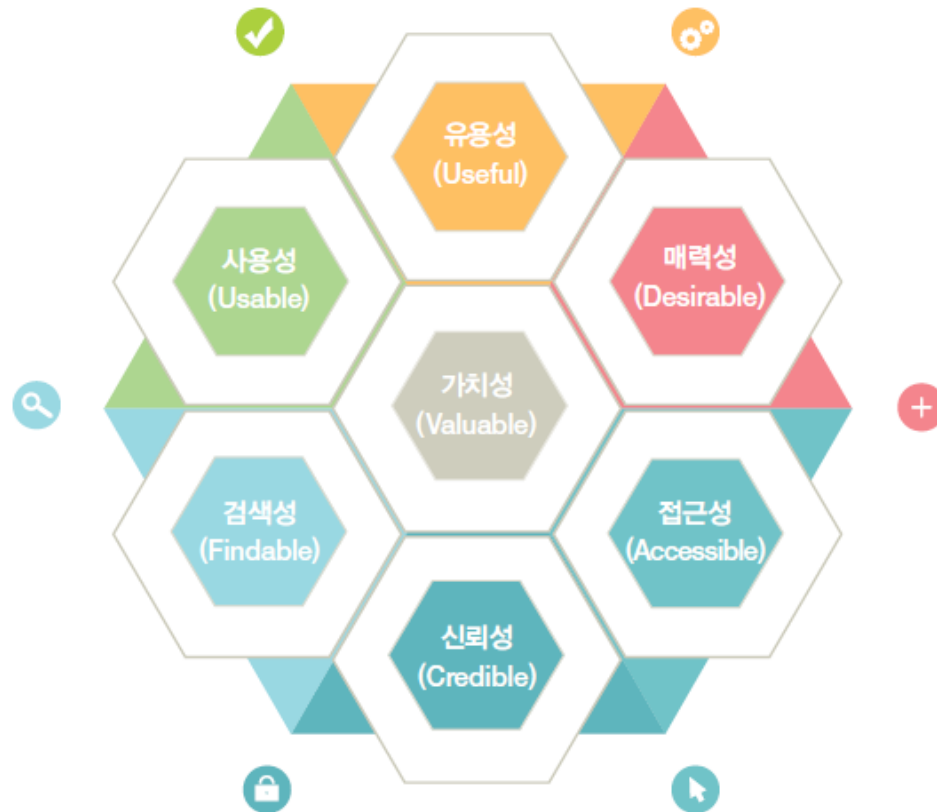 유용성
(Useful)
사용성
(Usable)
매력성
(Desirable)
가치성
(Valuable)
검색성
(Findable)
접근성
(Accessible)
신뢰성
(Credible)